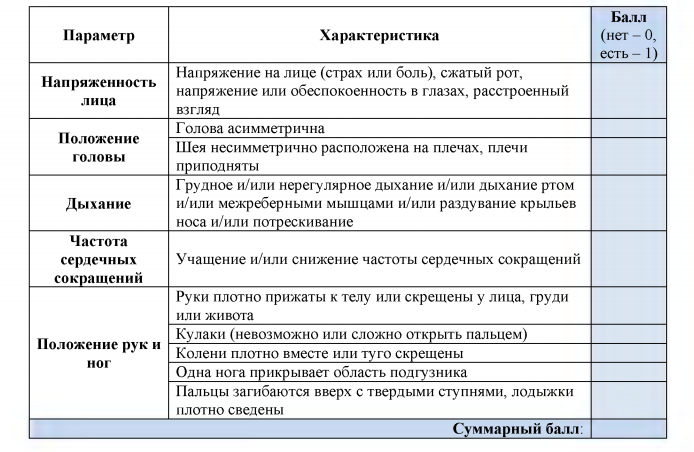 Параметр
Характеристика
Балл
(нет – 0,
есть – 1)
Напряженность
лица
Напряжение на лице (страх или боль), сжатый рот,
напряжение или обеспокоенность в глазах, расстроенный
взгляд
Положение
головы
Голова асимметрична
Шея несимметрично расположена на плечах, плечи
приподняты
Дыхание
Грудное и/или нерегулярное дыхание и/или дыхание ртом
и/или межреберными мышцами и/или раздувание крыльев
носа и/или потрескивание
Частота
сердечных
сокращений
Учащение и/или снижение частоты сердечных сокращений
Положение рук и
ног
Руки плотно прижаты к телу или скрещены у лица, груди
или живота
Кулаки (невозможно или сложно открыть пальцем)
Колени плотно вместе или туго скрещены
Одна нога прикрывает область подгузника
Пальцы загибаются вверх с твердыми ступнями, лодыжки
плотно сведены
Суммарный балл: